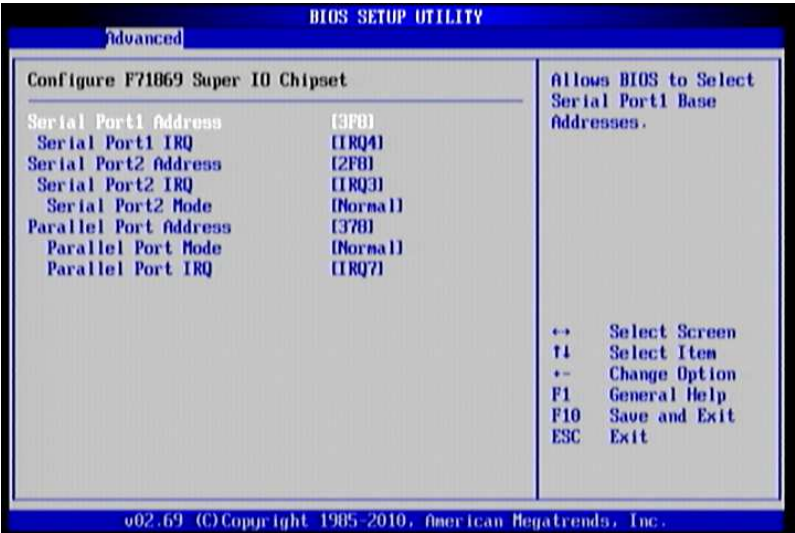 BIOS SETUP UTILITY
Advanced
Configure F71869 Super IO Chipset
Serial Port1 Address [3F8]
Serial Port1 IRQ [IRQ4]
Serial Port2 Address [2F8]
Serial Port2 IRQ [IRQ3]
Serial Port2 Mode [Normal]
Parallel Port Address [378]
Parallel Port Mode [Normal]
Parallel Port IRQ [IRQ7]
Allows BIOS to Select
Serial Port1 Base
Addresses.
↔ Select Screen
↑↓ Select Item
+- Change Option
F1 General Help
F10 Save and Exit
ESC Exit
v02.69 (C)Copyright 1985-2010, American Megatrends, Inc.